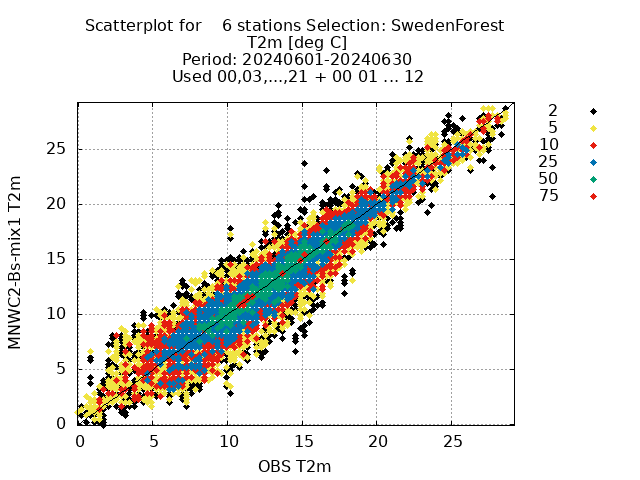 Scatterplot for    6 stations Selection: SwedenForest
T2m [deg C]
Period: 20240601-20240630
Used 00,03,...,21 + 00 01 ... 12
2
5
10
25
50
75
MNWC2-Bs-mix1 T2m
25
20
15
10
5
0
0 5 10 15 20 25
OBS T2m